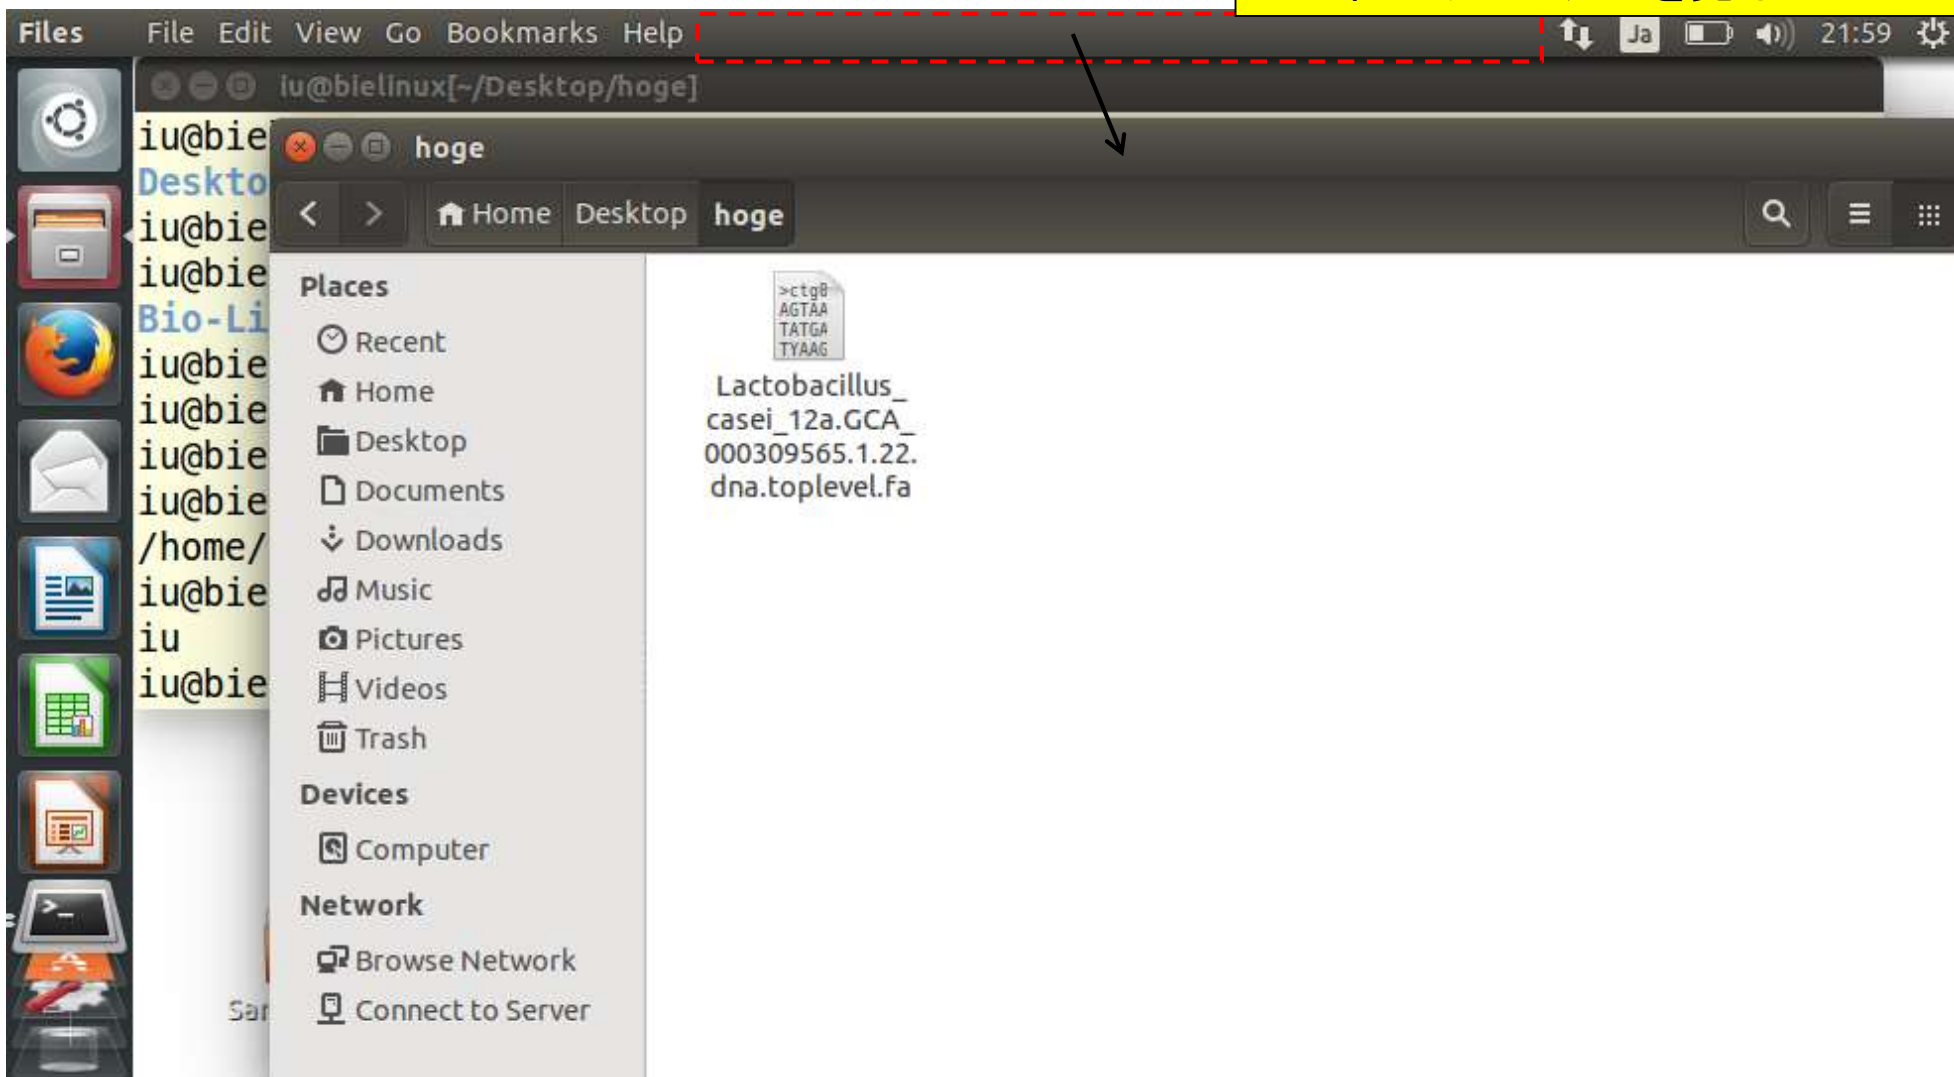 Files File Edit View Go Bookmarks Help Ja 21:59
iu@bielinux[~/Desktop/hoge]
iu@bie
hoge
Deskto
iu@bie
Home Desktop hoge
iu@bie
Bio-Li
iu@bie
iu@bie
iu@bie
iu@bie
/home/
iu@bie
iu
iu@bie
Places
Recent
Home
Desktop
Documents
Downloads
Music
Pictures
Videos
Trash
Devices
Computer
Network
Browse Network
Connect to Server
>ctg0
AGTAA
TATGA
TYAAG
Lactobacillus_
casei_12a.GCA_
000309565.1.22.
dna.toplevel.fa
Sar